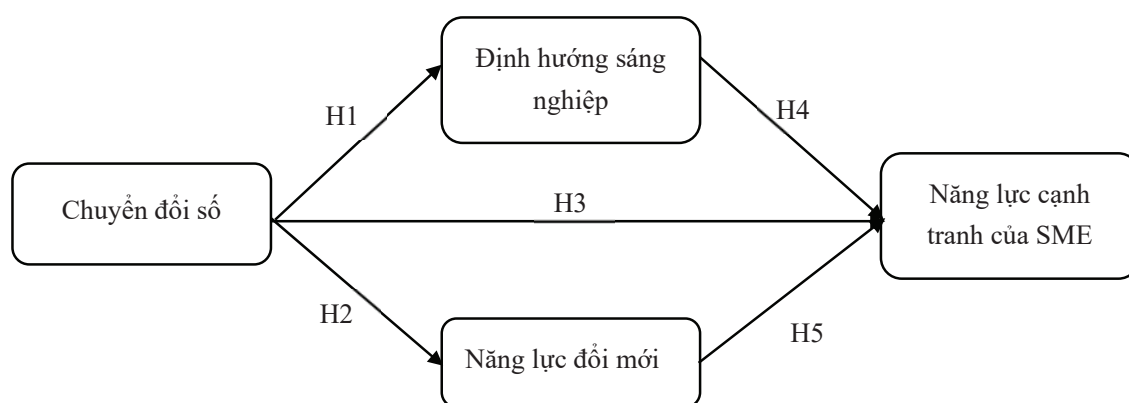 Định hướng sáng
nghiệp
H1
H4
Chuyển đổi số
H3
Năng lực cạnh
tranh của SME
H2
Năng lực đổi mới
H5